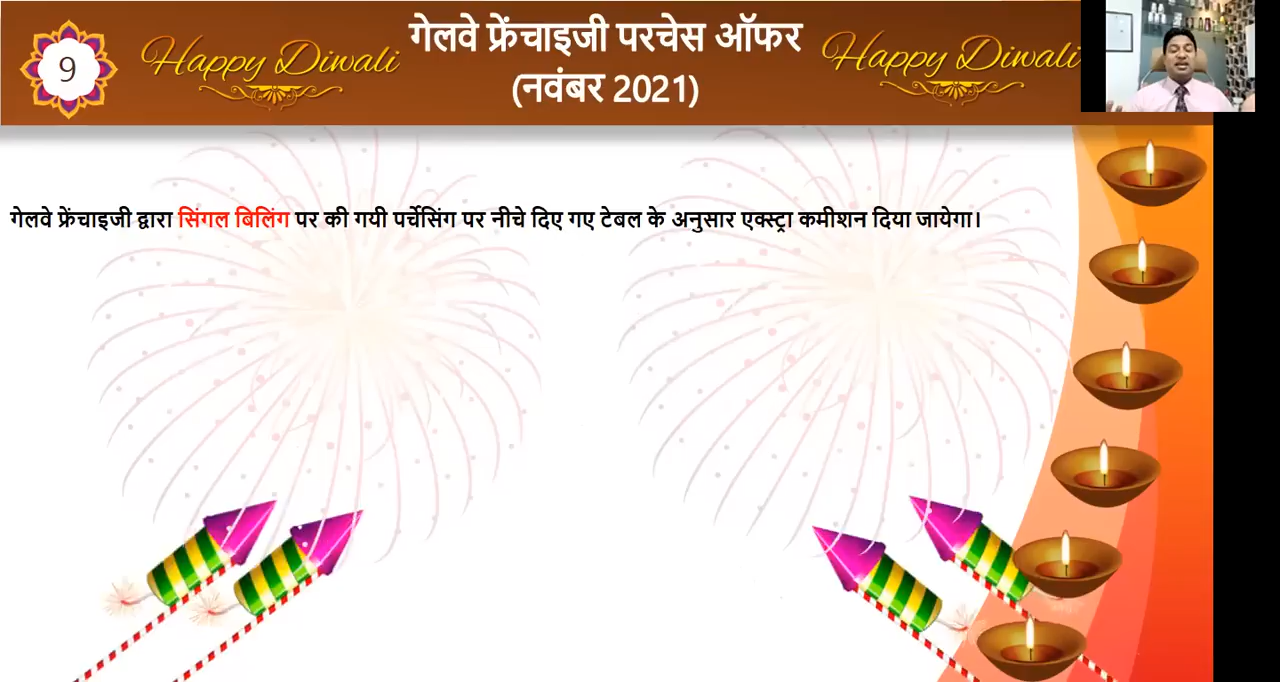 9
Happy Diwali
गेलवे फ्रेंचाइजी परचेस ऑफर
(नवंबर 2021)
Happy Diwali
गेलवे फ्रेंचाइजी द्वारा सिंगल बिलिंग पर की गयी पर्चेसिंग पर नीचे दिए गए टेबल के अनुसार एक्स्ट्रा कमीशन दिया जायेगा।